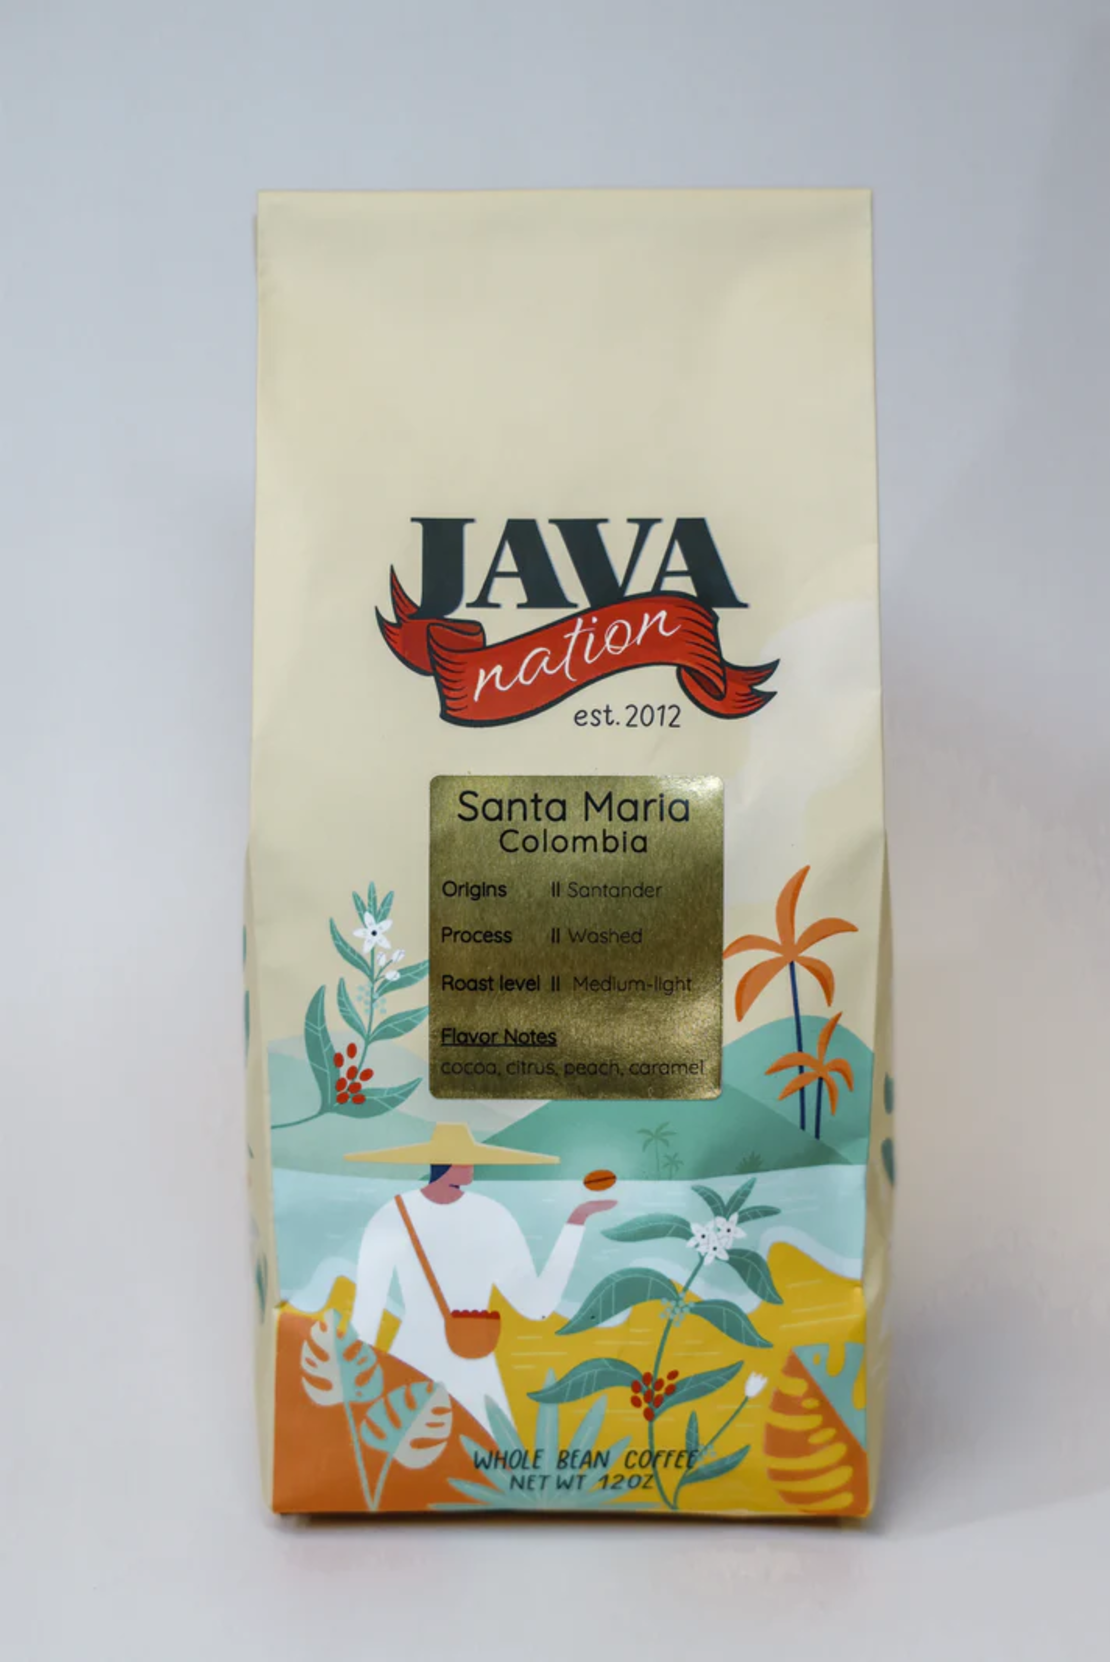 JAVA
nation
est. 2012
Santa Maria
Colombia
Origins || Santander
Process || Washed
Roast level || Medium-light
Flavor Notes
cocoa, citrus, peach, caramel
WHOLE BEAN COFFEE
NET WT 12OZ